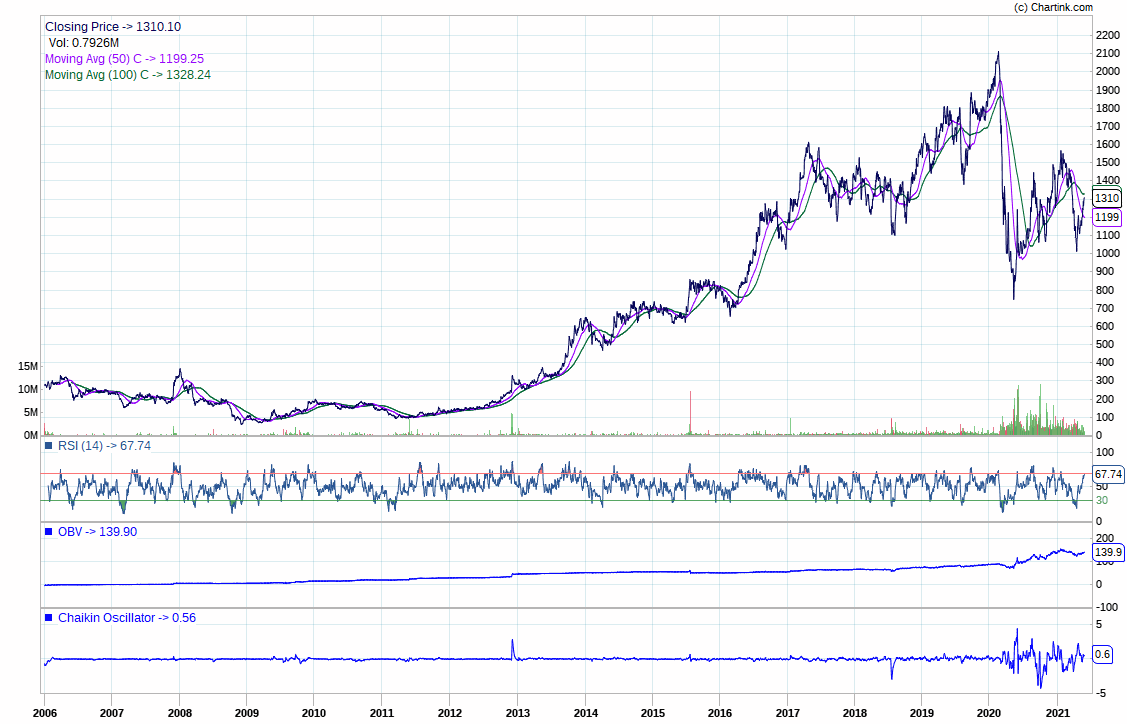 (c) Chartink.com
Closing Price -> 1310.10
Vol: 0.7926M
Moving Avg (50) C -> 1199.25
Moving Avg (100) C -> 1328.24
2200
2100
2000
1900
1800
1700
1600
1500
1400
1310
1199
1100
1000
900
800
700
600
500
400
300
200
100
0
15M
10M
5M
0M
RSI (14) -> 67.74
100
67.74
50
30
0
OBV -> 139.90
200
139.9
100
0
-100
Chaikin Oscillator -> 0.56
5
0.6
-5
2006 2007 2008 2009 2010 2011 2012 2013 2014 2015 2016 2017 2018 2019 2020 2021